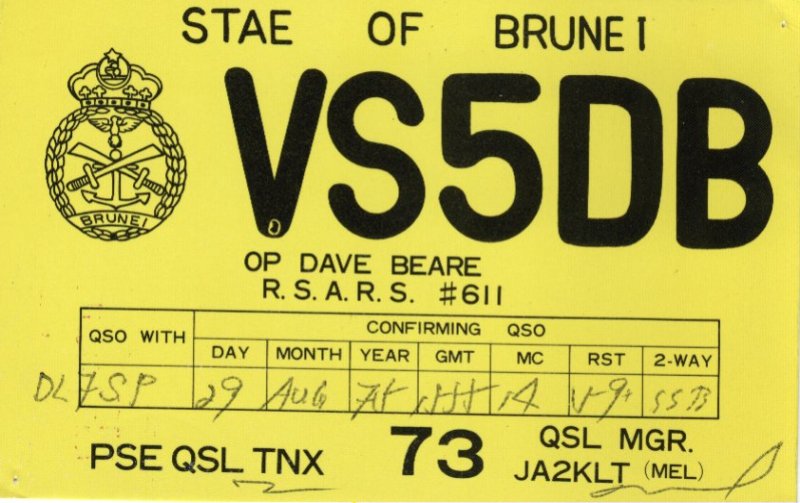 STAE OF BRUNEI
VS5DB
BRUNEI
OP DAVE BEARE
R.S.A.R.S. #611
QSO WITH CONFIRMING QSO
DAY MONTH YEAR GMT MC RST 2-WAY
DL7SP 29 AUG 14 SSB
PSE QSL TNX 73 QSL MGR.
JA2KLT (MEL)